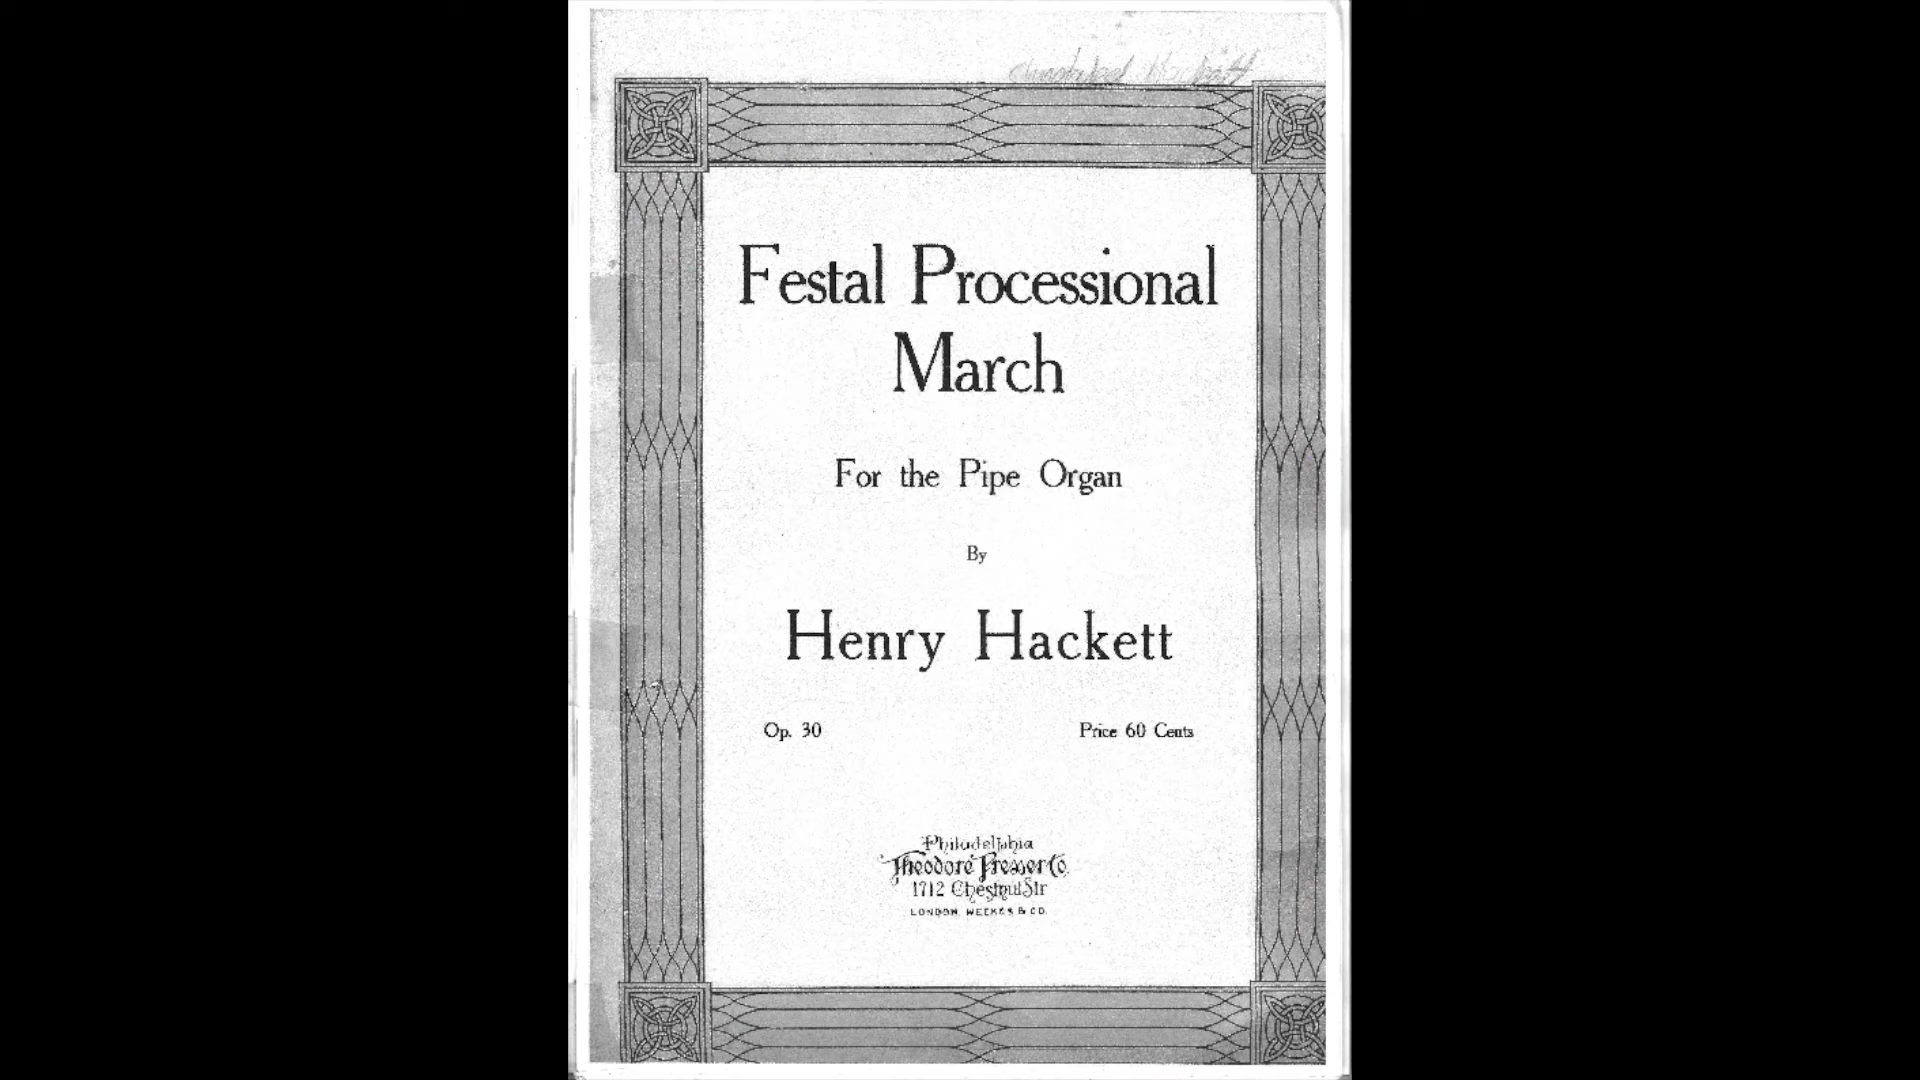 Festal Processional
March
For the Pipe Organ
By
Henry Hackett
Op. 30 Price 60 Cents
Philadelphia
Theodore Presser Co.
1712 Chestnut Str
LONDON, WEEKES & CO.